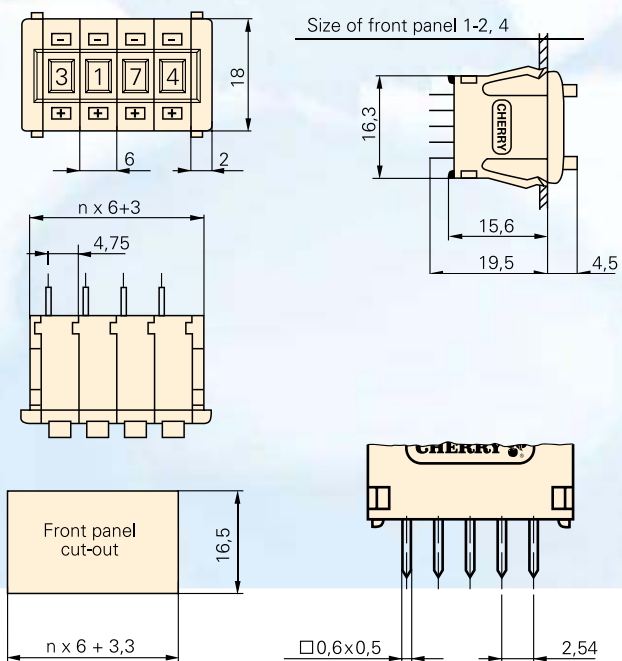 Size of front panel 1-2, 4
- - - -
3 1 7 4
+ + + +
18
6
2
16,3
CHERRY
15,6
19,5
4,5
n x 6+3
4,75
Front panel
cut-out
16,5
n x 6 + 3,3
CHERRY
®
□0,6x0,5
2,54